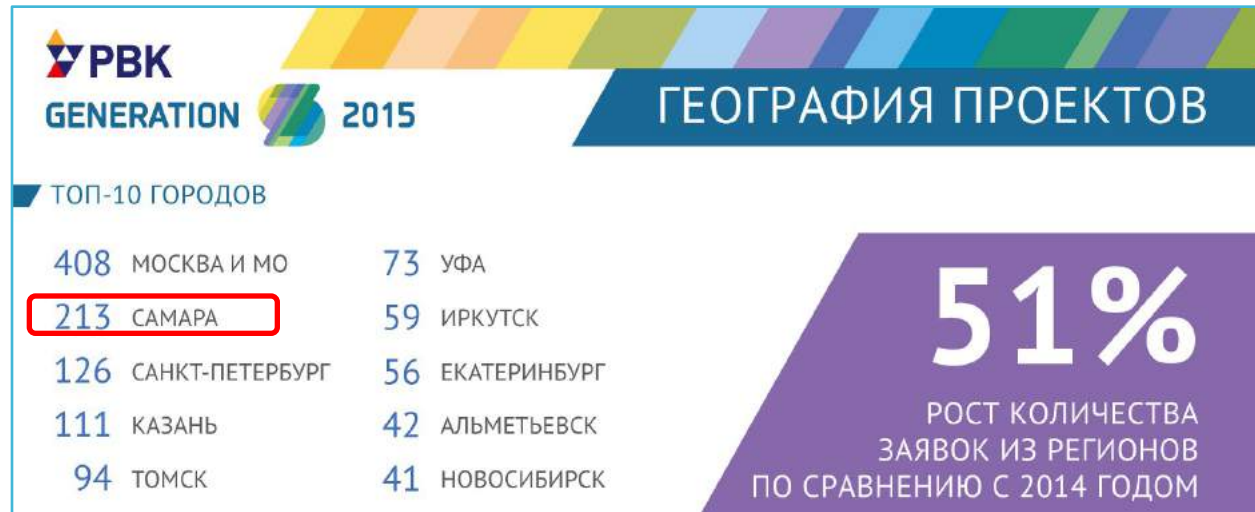 РВК
GENERATION S 2015
ГЕОГРАФИЯ ПРОЕКТОВ
ТОП-10 ГОРОДОВ
408 МОСКВА И МО
213 САМАРА
126 САНКТ-ПЕТЕРБУРГ
111 КАЗАНЬ
94 ТОМСК
73 УФА
59 ИРКУТСК
56 ЕКАТЕРИНБУРГ
42 АЛЬМЕТЬЕВСК
41 НОВОСИБИРСК
51%
РОСТ КОЛИЧЕСТВА
ЗАЯВОК ИЗ РЕГИОНОВ
ПО СРАВНЕНИЮ С 2014 ГОДОМ